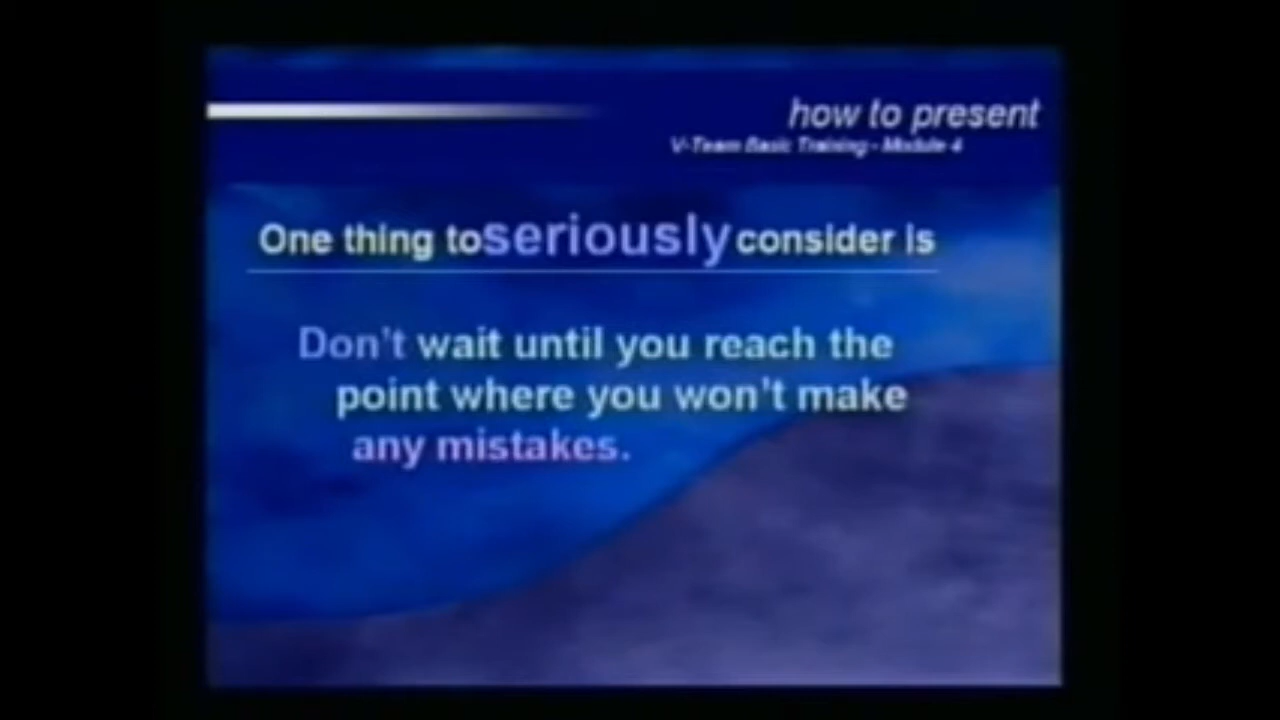 how to present
V-Team Basic Training - Module 4
One thing to seriously consider is
Don't wait until you reach the
point where you won't make
any mistakes.